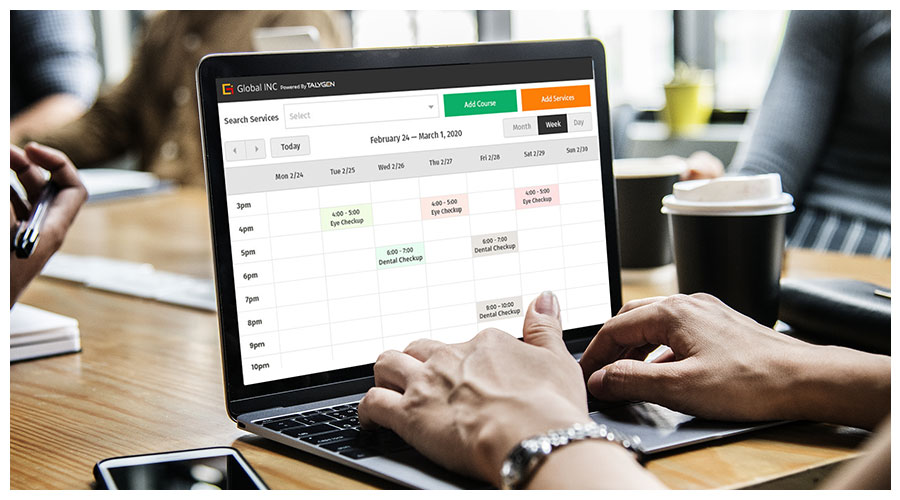 Global INC Powered By TALYGEN
Search Services Select Add Course Add Services
Today February 24 — March 1, 2020 Month Week Day
Mon 2/24 Tue 2/25 Wed 2/26 Thu 2/27 Fri 2/28 Sat 2/29 Sun 2/30
3pm
4pm
4:00 - 5:00
Eye Checkup
4:00 - 5:00
Eye Checkup
4:00 - 5:00
Eye Checkup
5pm
6pm
6:00 - 7:00
Dental Checkup
6:00 - 7:00
Dental Checkup
7pm
8pm
9pm
9:00 - 10:00
Dental Checkup
10pm